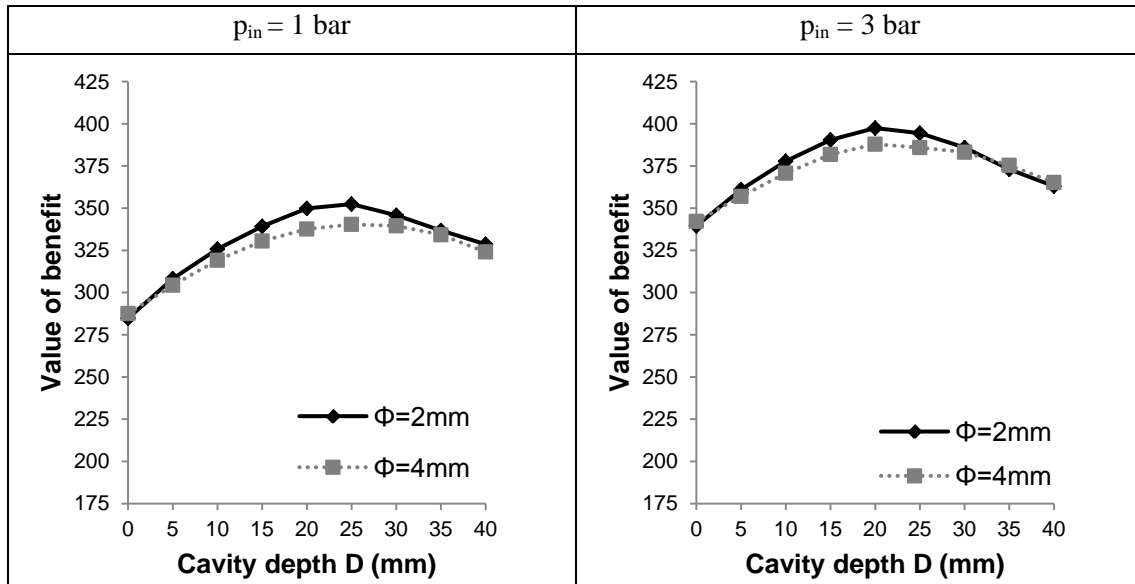 p_in = 1 bar
p_in = 3 bar
425
400
375
350
325
300
275
250
225
200
175
Value of benefit
Φ=2mm
Φ=4mm
0 5 10 15 20 25 30 35 40
Cavity depth D (mm)
425
400
375
350
325
300
275
250
225
200
175
Value of benefit
Φ=2mm
Φ=4mm
0 5 10 15 20 25 30 35 40
Cavity depth D (mm)